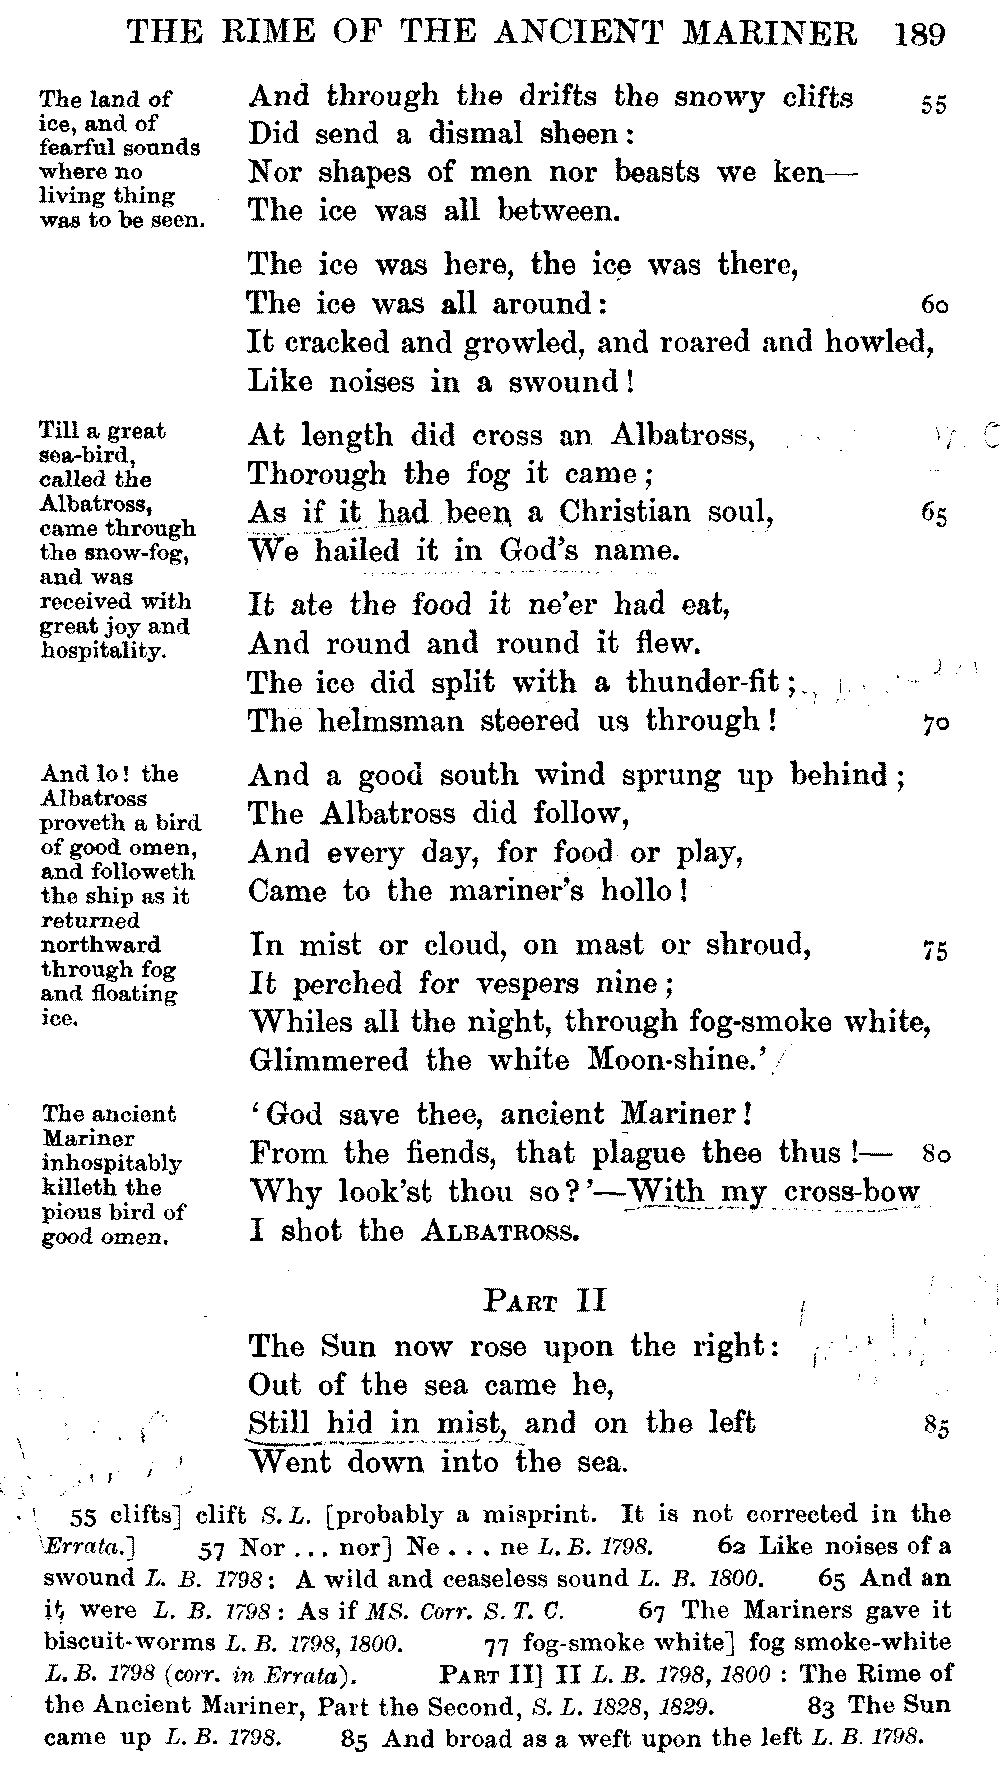 THE RIME OF THE ANCIENT MARINER 189
The land of
ice, and of
fearful sounds
where no
living thing
was to be seen.
And through the drifts the snowy clifts 55
Did send a dismal sheen:
Nor shapes of men nor beasts we ken—
The ice was all between.
The ice was here, the ice was there,
The ice was all around: 60
It cracked and growled, and roared and howled,
Like noises in a swound!
Till a great
sea-bird,
called the
Albatross,
came through
the snow-fog,
and was
received with
great joy and
hospitality.
At length did cross an Albatross,
Thorough the fog it came;
As if it had been a Christian soul, 65
We hailed it in God's name.
It ate the food it ne'er had eat,
And round and round it flew.
The ice did split with a thunder-fit;
The helmsman steered us through! 70
And lo! the
Albatross
proveth a bird
of good omen,
and followeth
the ship as it
returned
northward
through fog
and floating
ice.
And a good south wind sprung up behind;
The Albatross did follow,
And every day, for food or play,
Came to the mariner's hollo!
In mist or cloud, on mast or shroud, 75
It perched for vespers nine;
Whiles all the night, through fog-smoke white,
Glimmered the white Moon-shine.'
The ancient
Mariner
inhospitably
killeth the
pious bird of
good omen.
'God save thee, ancient Mariner!
From the fiends, that plague thee thus!— 80
Why look'st thou so?'—With my cross-bow
I shot the ALBATROSS.
PART II
The Sun now rose upon the right:
Out of the sea came he,
Still hid in mist, and on the left 85
Went down into the sea.
55 clifts] clift S. L. [probably a misprint. It is not corrected in the
Errata.] 57 Nor ... nor] Ne ... ne L. B. 1798. 62 Like noises of a
swound L. B. 1798: A wild and ceaseless sound L. B. 1800. 65 And an
it were L. B. 1798: As if MS. Corr. S. T. C. 67 The Mariners gave it
biscuit-worms L. B. 1798, 1800. 77 fog-smoke white] fog smoke-white
L. B. 1798 (corr. in Errata). PART II] II L. B. 1798, 1800: The Rime of
the Ancient Mariner, Part the Second, S. L. 1828, 1829. 83 The Sun
came up L. B. 1798. 85 And broad as a weft upon the left L. B. 1798.